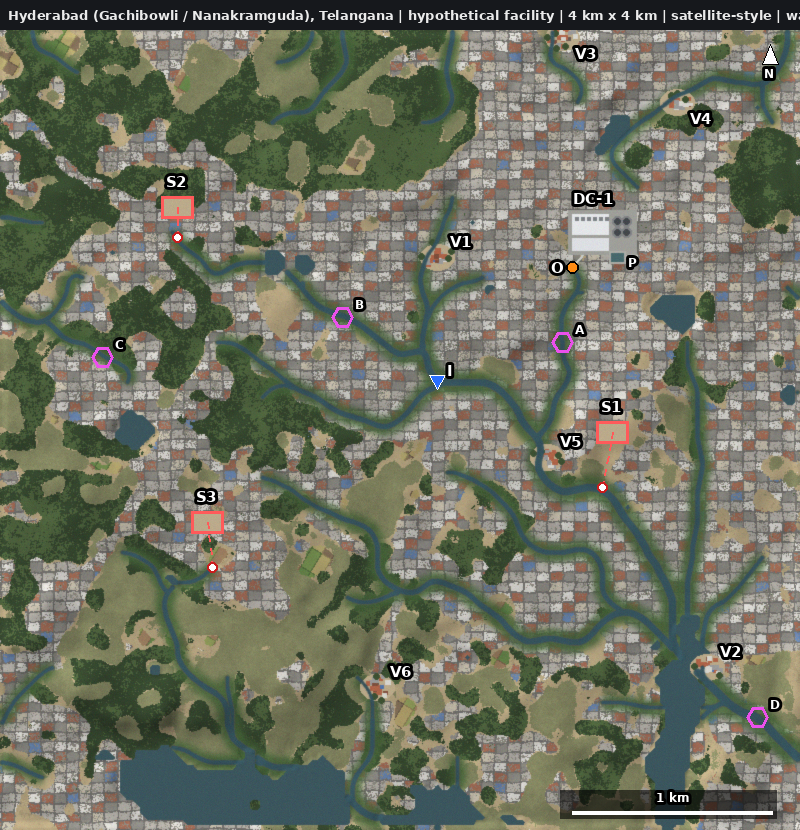 Hyderabad (Gachibowli / Nanakramguda), Telangana | hypothetical facility | 4 km x 4 km | satellite-style |
V3
N
V4
S2
DC-1
V1
O
P
B
A
C
I
S1
V5
S3
V2
V6
D
1 km